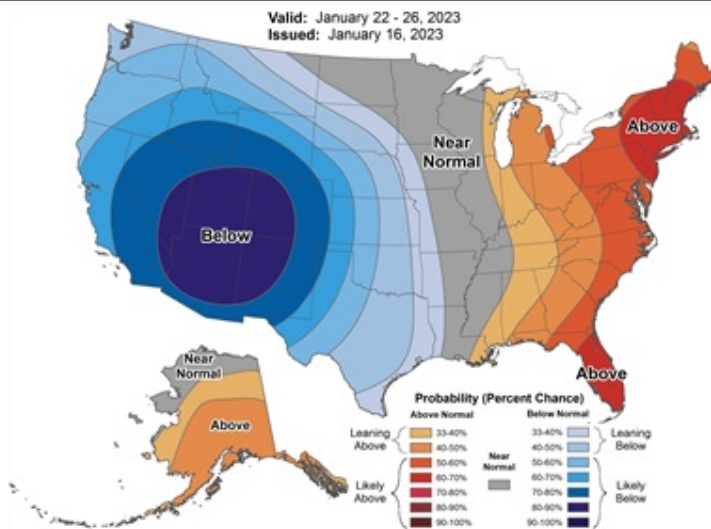 Valid: January 22 - 26, 2023
Issued: January 16, 2023
Above
Near
Normal
Below
Above
Near
Normal
Above
Probability (Percent Chance)
Above Normal
Below Normal
Leaning
Above
33-40%
40-50%
50-60%
60-70%
70-80%
80-90%
90-100%
Likely
Above
Near
Normal
33-40%
40-50%
50-60%
60-70%
70-80%
80-90%
90-100%
Leaning
Below
Likely
Below